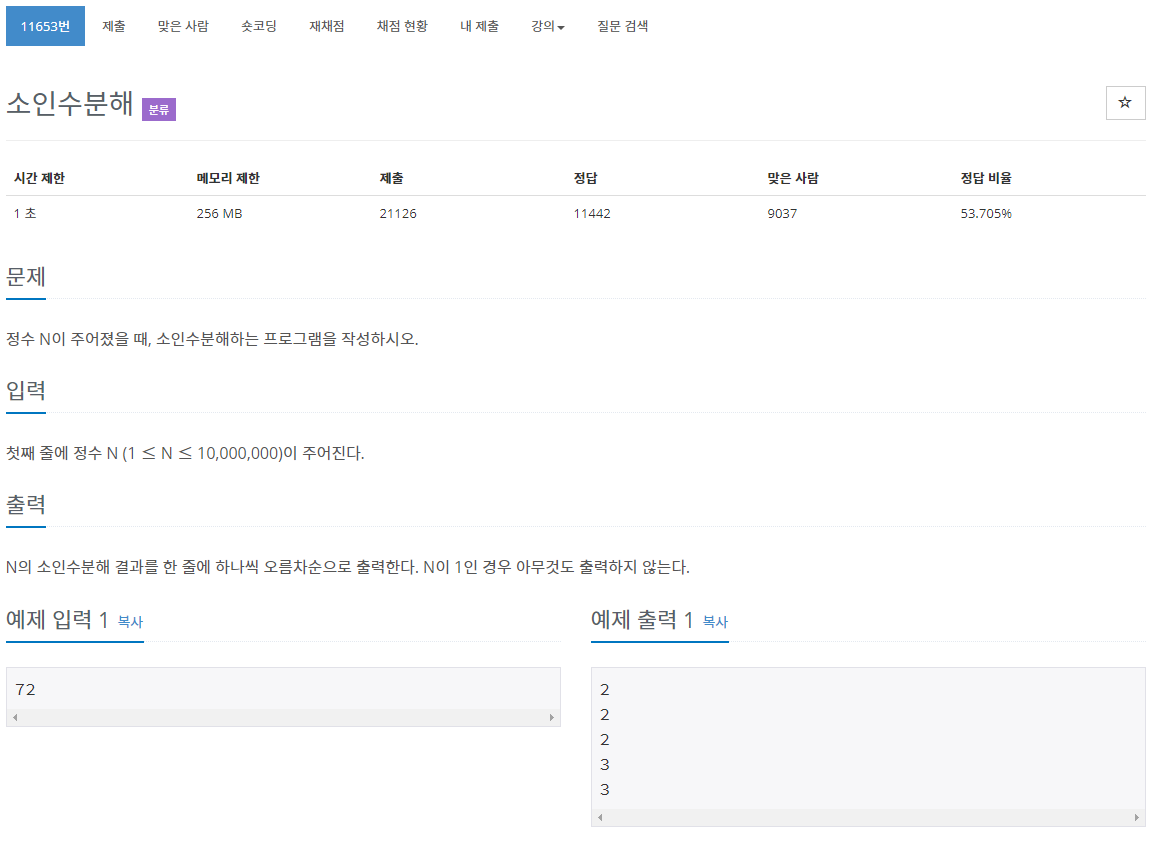 11653번 제출 맞은 사람 숏코딩 재채점 채점 현황 내 제출 강의 질문 검색
소인수분해 분류
시간 제한 메모리 제한 제출 정답 맞은 사람 정답 비율
1 초 256 MB 21126 11442 9037 53.705%
문제
정수 N이 주어졌을 때, 소인수분해하는 프로그램을 작성하시오.
입력
첫째 줄에 정수 N (1 ≤ N ≤ 10,000,000)이 주어진다.
출력
N의 소인수분해 결과를 한 줄에 하나씩 오름차순으로 출력한다. N이 1인 경우 아무것도 출력하지 않는다.
예제 입력 1 복사
72
예제 출력 1 복사
2
2
2
3
3